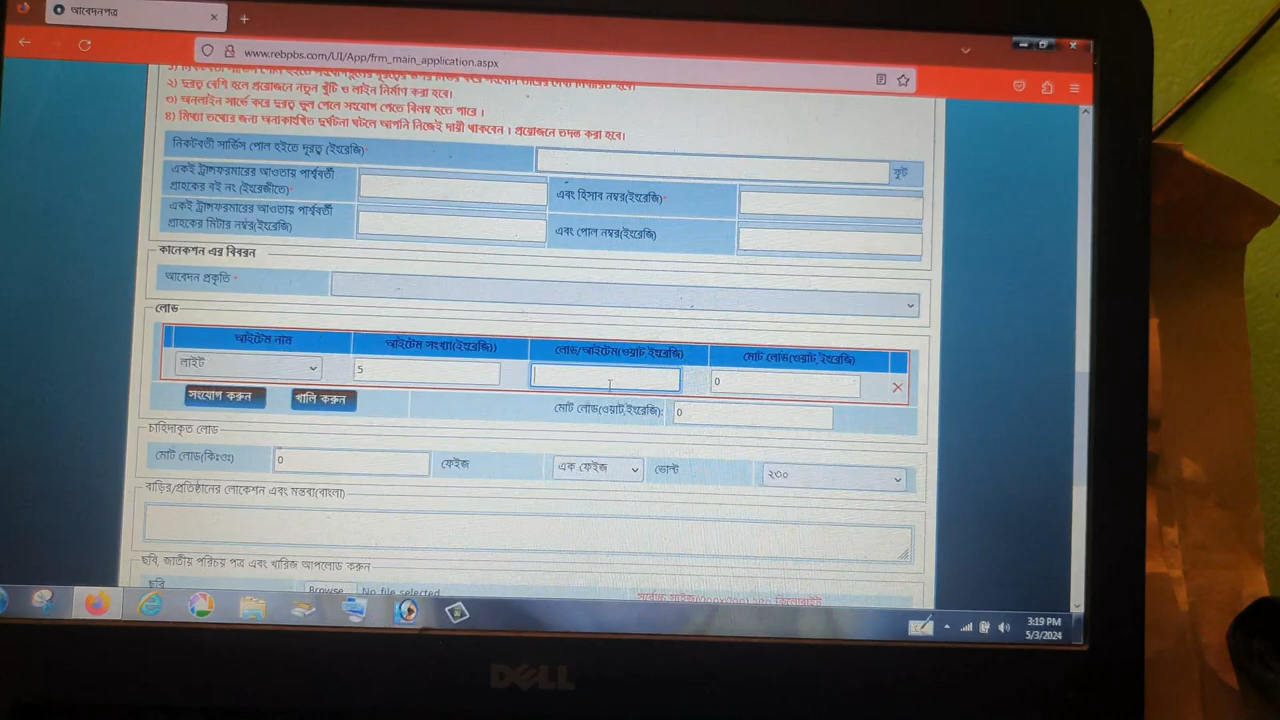 আবেদনপত্র
www.rebpbs.com/UI/App/frm_main_application.aspx
২) দুরত্ব বেশি হলে প্রয়োজনে নতুন খুঁটি ও লাইন নির্মাণ করা হবে।
৩) অনলাইন সার্ভে করে দুরত্ব ভুল পেলে সংযোগ পেতে বিলম্ব হতে পারে ।
৪) মিথ্যা তথ্যের জন্য অনাকাংখিত দুর্ঘটনা ঘটলে আপনি নিজেই দায়ী থাকবেন । প্রয়োজনে তদন্ত করা হবে।
নিকটবর্তী সার্ভিস পোল হইতে দূরত্ব (ইংরেজি)*
ফুট
একই ট্রান্সফরমারের আওতায় পার্শ্ববর্তী
গ্রাহকের বই নং (ইংরেজীতে)*
এবং হিসাব নম্বর(ইংরেজি)*
একই ট্রান্সফরমারের আওতায় পার্শ্ববর্তী
গ্রাহকের মিটার নম্বর(ইংরেজি)
এবং পোল নম্বর(ইংরেজি)
কানেকশন এর বিবরন
আবেদন প্রকৃতি *
লোড
আইটেম নাম আইটেম সংখ্যা(ইংরেজি)) লোড/আইটেম(ওয়াট,ইংরেজি) মোট লোড(ওয়াট,ইংরেজি)
লাইট 5 0
সংযোগ করুন খালি করুন মোট লোড(ওয়াট,ইংরেজি): 0
চাহিদাকৃত লোড
মোট লোড(কিঃওঃ) 0 ফেইজ এক ফেইজ ভোল্ট ২৩০
বাড়ির/প্রতিষ্ঠানের লোকেশন এবং মন্তব্য(বাংলা)
ছবি, জাতীয় পরিচয় পত্র এবং খারিজ আপলোড করুন
ছবি Browse... No file selected.
3:19 PM
5/3/2024
DELL